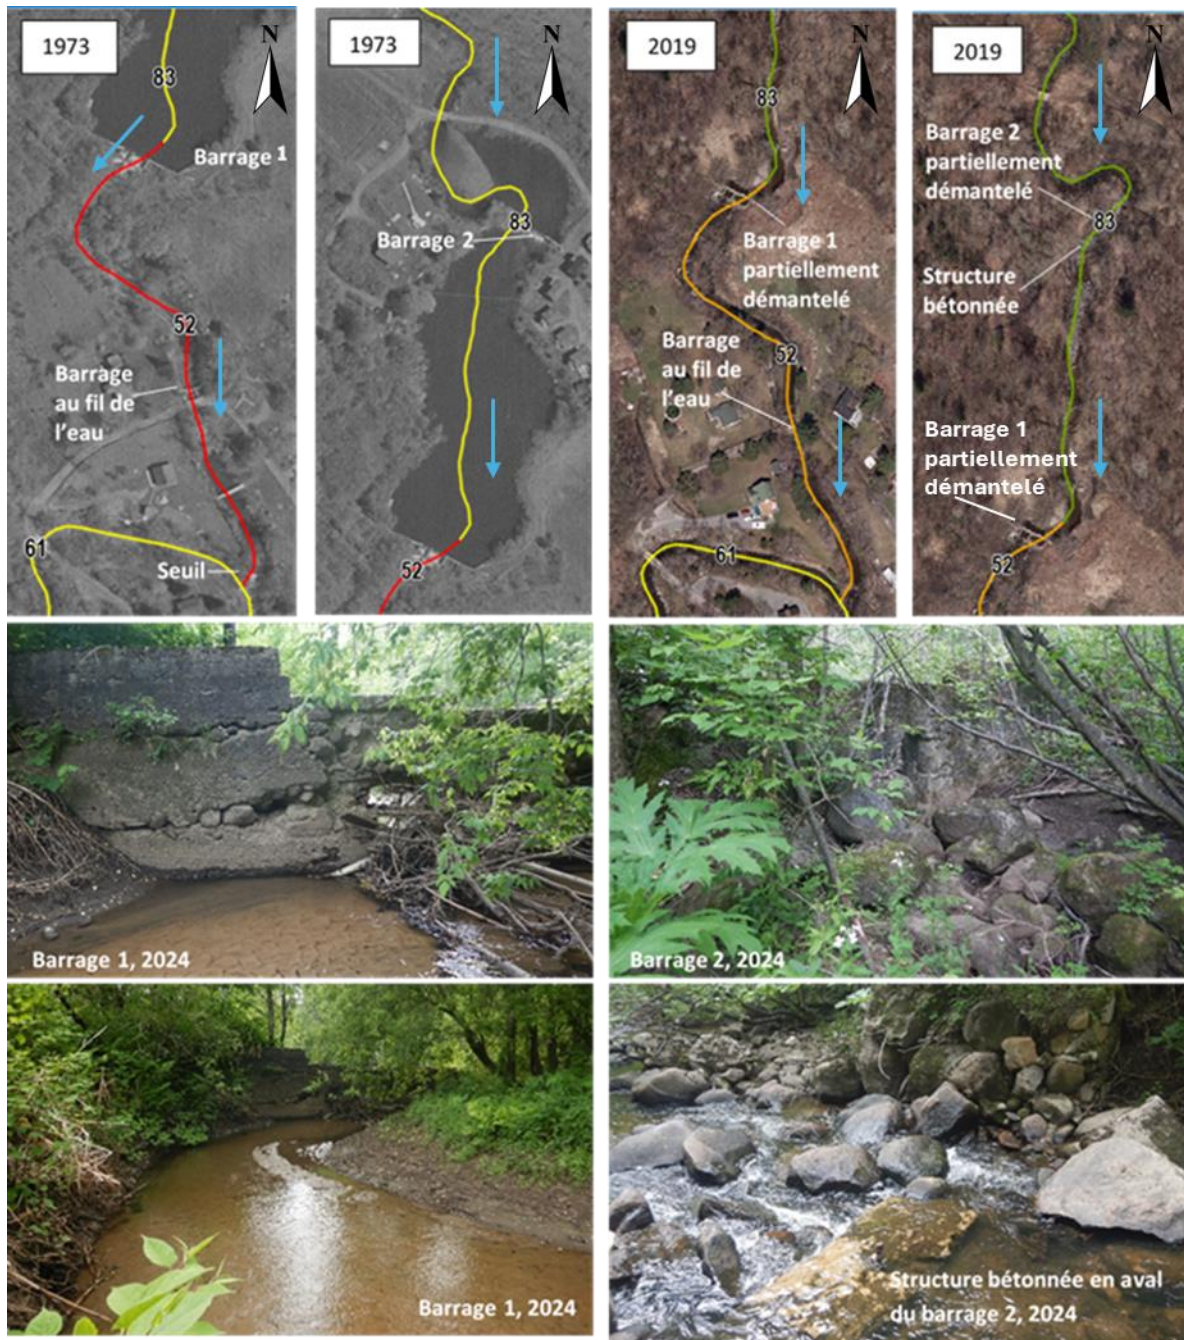 1973
N
83
Barrage 1
52
Barrage
au fil de
l’eau
61
Seuil
1973
N
83
Barrage 2
52
2019
N
83
Barrage 1
partiellement
démantelé
Barrage
au fil de
l’eau
52
61
2019
N
Barrage 2
partiellement
démantelé
83
Structure
bétonnée
Barrage 1
partiellement
démantelé
52
Barrage 1, 2024
Barrage 2, 2024
Barrage 1, 2024
Structure bétonnée en aval
du barrage 2, 2024